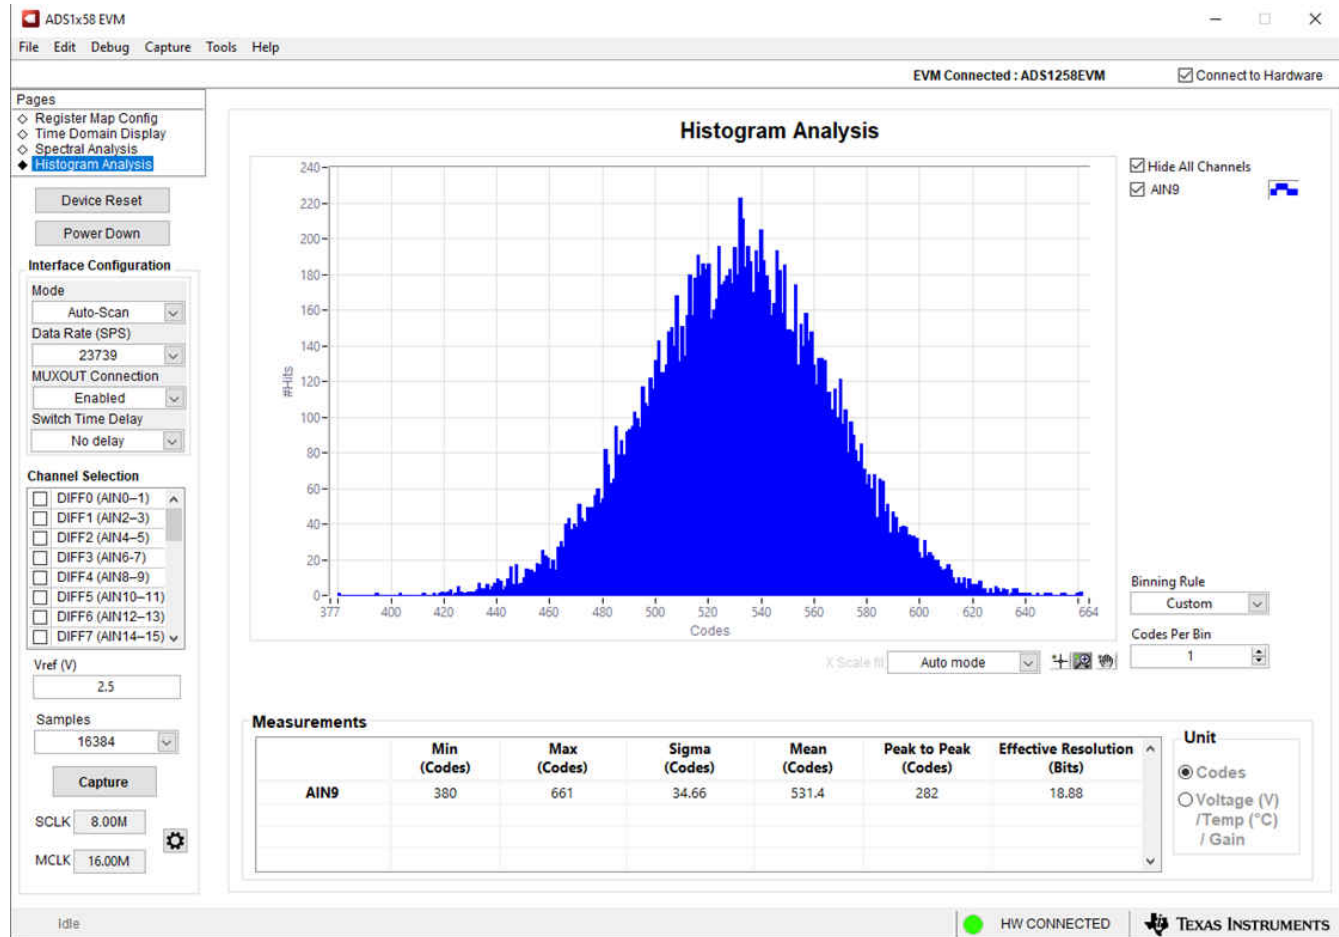 ADS1x58 EVM
File Edit Debug Capture Tools Help
EVM Connected : ADS1258EVM
Connect to Hardware
Pages
Register Map Config
Time Domain Display
Spectral Analysis
Histogram Analysis
Device Reset
Power Down
Interface Configuration
Mode
Auto-Scan
Data Rate (SPS)
23739
MUXOUT Connection
Enabled
Switch Time Delay
No delay
Channel Selection
DIFF0 (AIN0–1)
DIFF1 (AIN2–3)
DIFF2 (AIN4–5)
DIFF3 (AIN6-7)
DIFF4 (AIN8–9)
DIFF5 (AIN10–11)
DIFF6 (AIN12–13)
DIFF7 (AIN14–15)
Vref (V)
2.5
Samples
16384
Capture
SCLK 8.00M
MCLK 16.00M
Histogram Analysis
240
220
200
180
160
140
120
100
80
60
40
20
0
#Hits
377 400 420 440 460 480 500 520 540 560 580 600 620 640 664
Codes
Hide All Channels
AIN9
Binning Rule
Custom
Codes Per Bin
1
X Scale fit Auto mode
Measurements
Min (Codes) Max (Codes) Sigma (Codes) Mean (Codes) Peak to Peak (Codes) Effective Resolution (Bits)
AIN9 380 661 34.66 531.4 282 18.88
Unit
Codes
Voltage (V)
/Temp (°C)
/ Gain
Idle
HW CONNECTED
TEXAS INSTRUMENTS